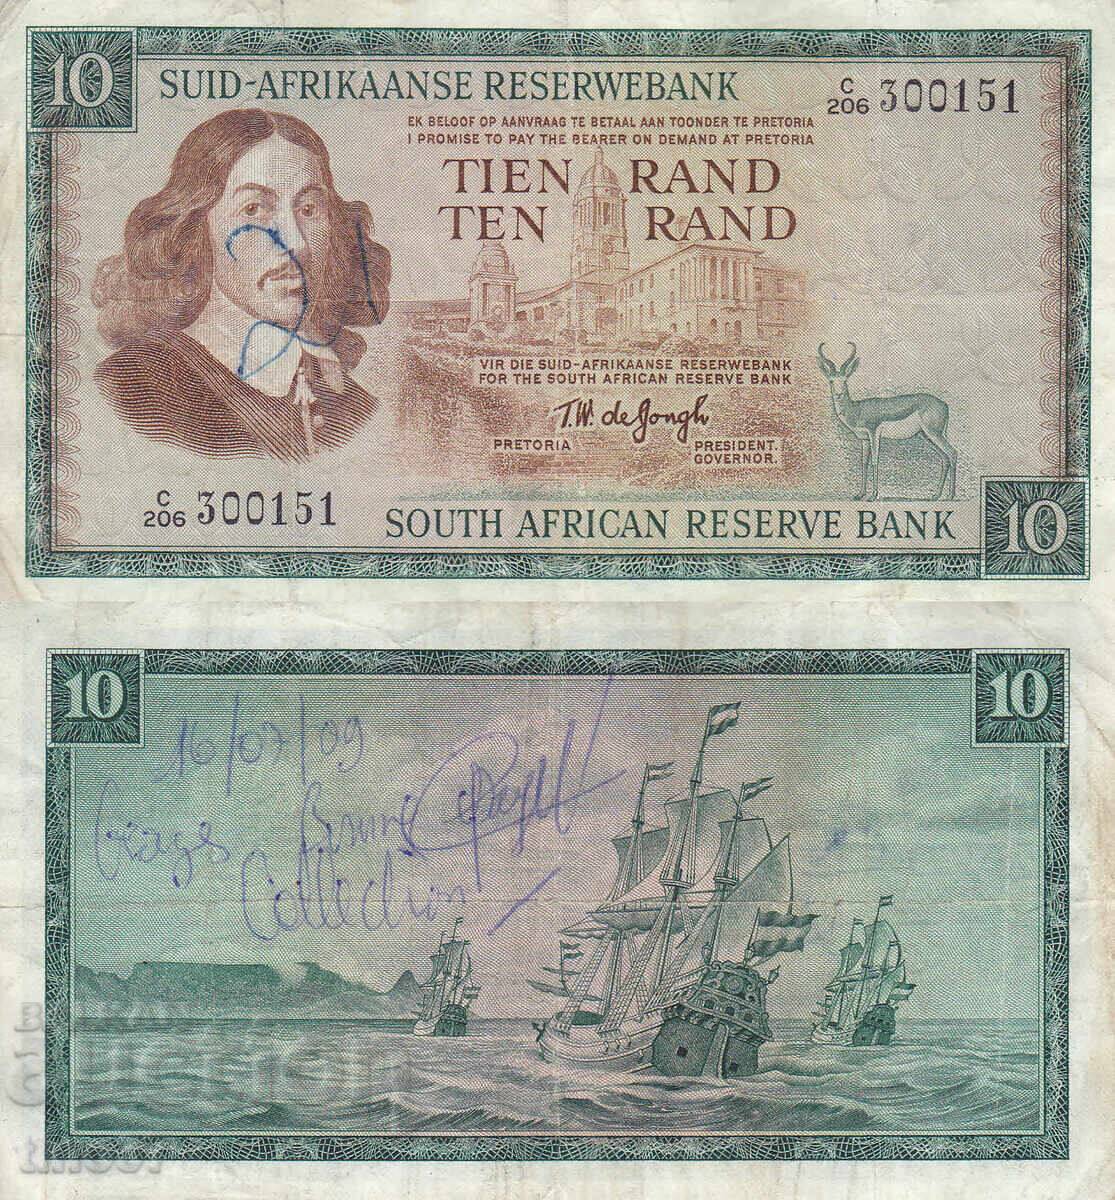 10
SUID-AFRIKAANSE RESERWEBANK
C/206 300151
EK BELOOF OP AANVRAAG TE BETAAL AAN TOONDER TE PRETORIA
I PROMISE TO PAY THE BEARER ON DEMAND AT PRETORIA
TIEN RAND
TEN RAND
21
VIR DIE SUID-AFRIKAANSE RESERWEBANK
FOR THE SOUTH AFRICAN RESERVE BANK
T.W. de Jongh
PRETORIA
PRESIDENT.
GOVERNOR.
C/206 300151
SOUTH AFRICAN RESERVE BANK
10
10
10
16/07/09
Collection